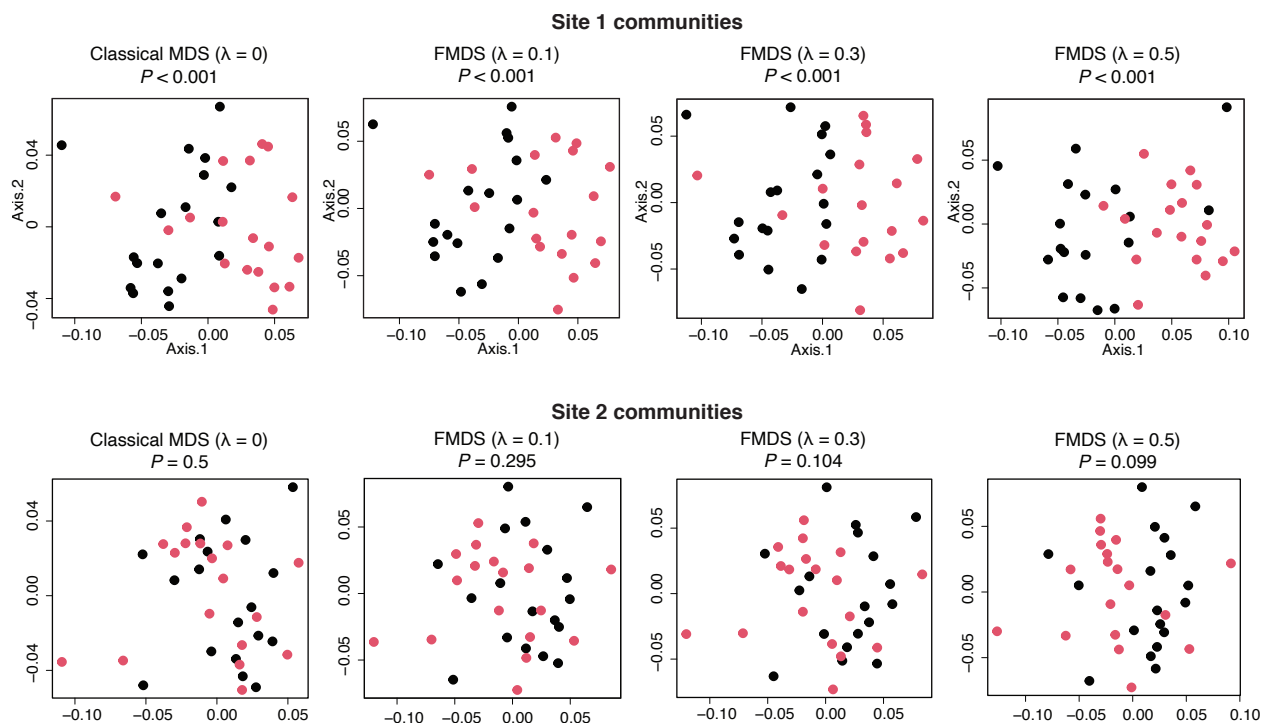 Site 1 communities
Classical MDS (λ = 0)
P < 0.001
FMDS (λ = 0.1)
P < 0.001
FMDS (λ = 0.3)
P < 0.001
FMDS (λ = 0.5)
P < 0.001
Axis.2
0.04
0
−0.04
−0.10
−0.05
0.00
0.05
Axis.1
Axis.2
0.05
0.00
−0.05
−0.10
−0.05
0.00
0.05
Axis.1
Axis.2
0.05
0.00
−0.05
−0.10
−0.05
0.00
0.05
Axis.1
Axis.2
0.05
0.00
−0.05
−0.10
−0.05
0.00
0.05
0.10
Axis.1
Site 2 communities
Classical MDS (λ = 0)
P = 0.5
FMDS (λ = 0.1)
P = 0.295
FMDS (λ = 0.3)
P = 0.104
FMDS (λ = 0.5)
P = 0.099
0.04
0.00
−0.04
−0.10
−0.05
0.00
0.05
0.05
0.00
−0.05
−0.10
−0.05
0.00
0.05
0.05
0.00
−0.05
−0.10
−0.05
0.00
0.05
0.05
0.00
−0.05
−0.10
−0.05
0.00
0.05
0.10